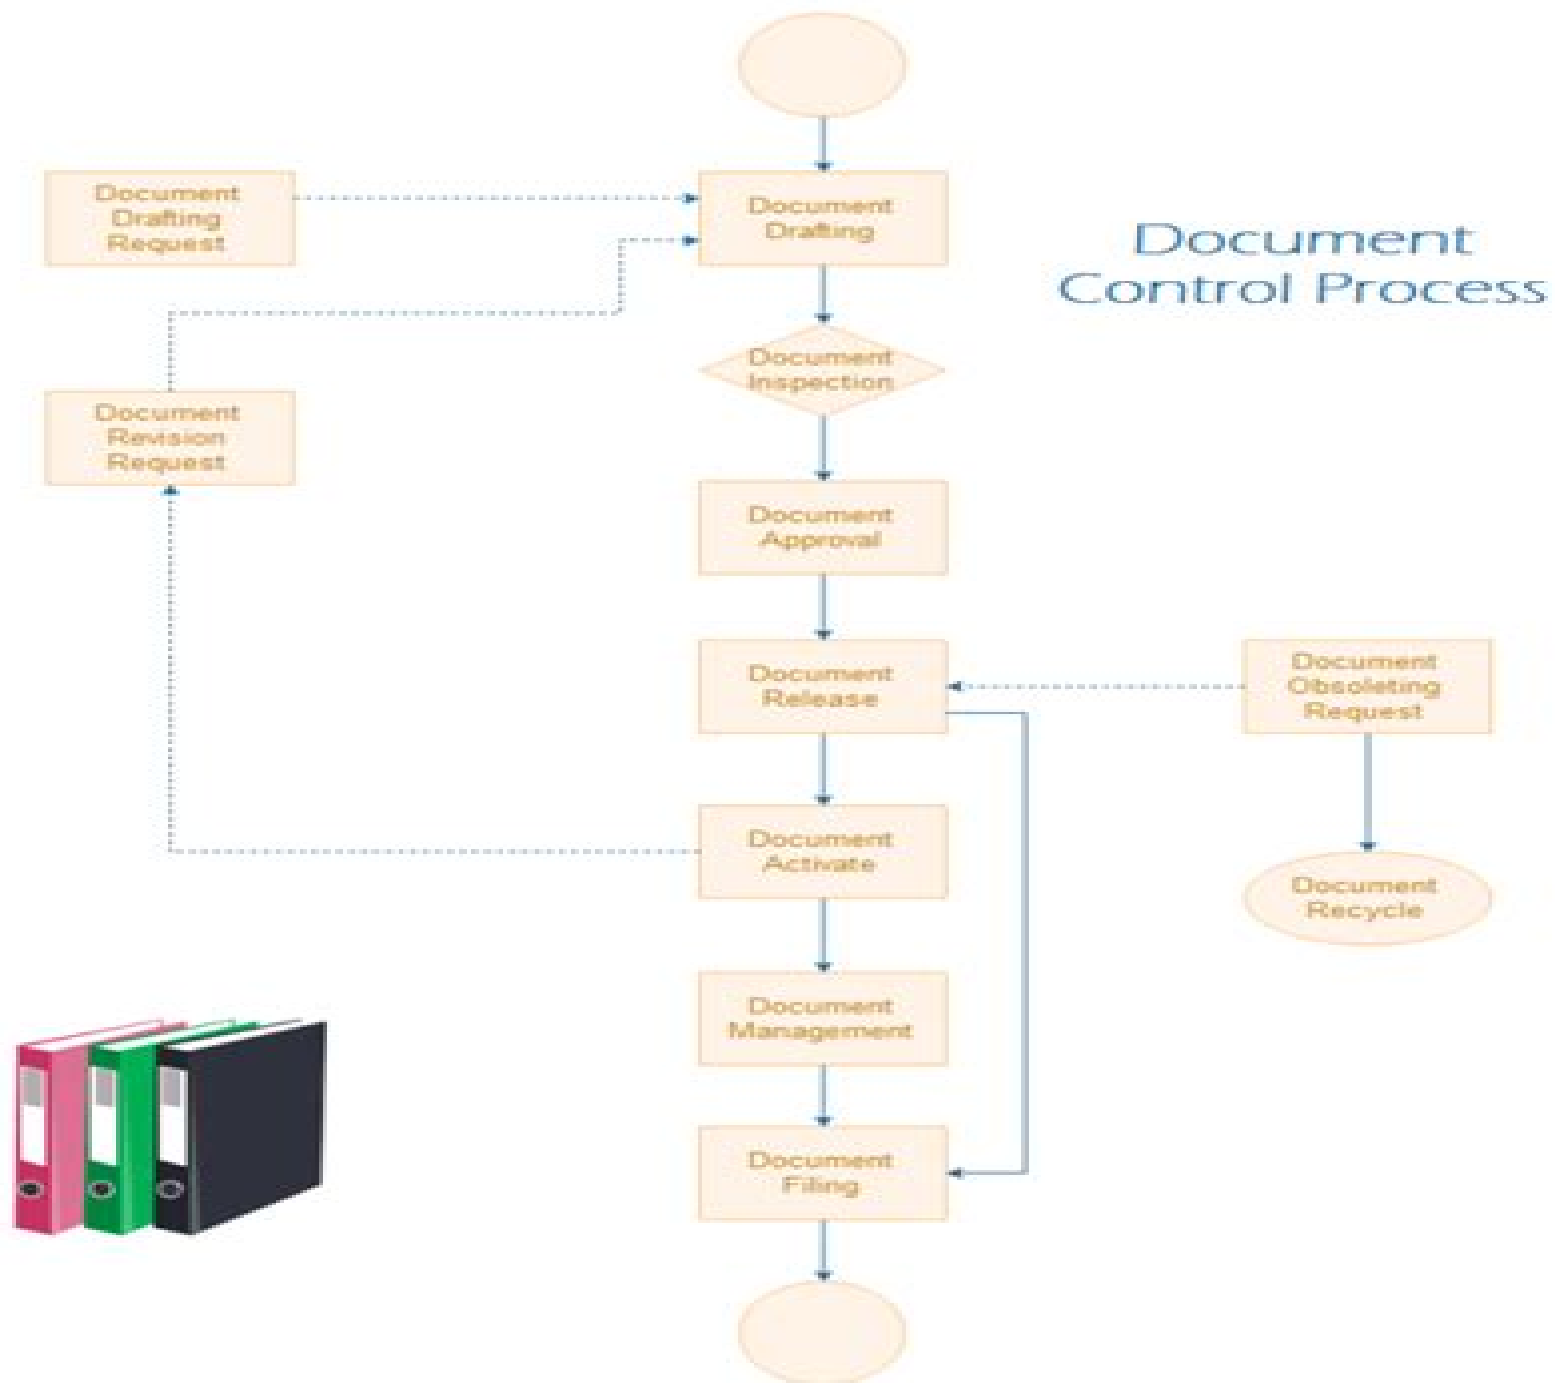 Document
Drafting
Request
Document
Drafting
Document
Control Process
Document
Inspection
Document
Revision
Request
Document
Approval
Document
Release
Document
Obsoleting
Request
Document
Activate
Document
Recycle
Document
Management
Document
Filing